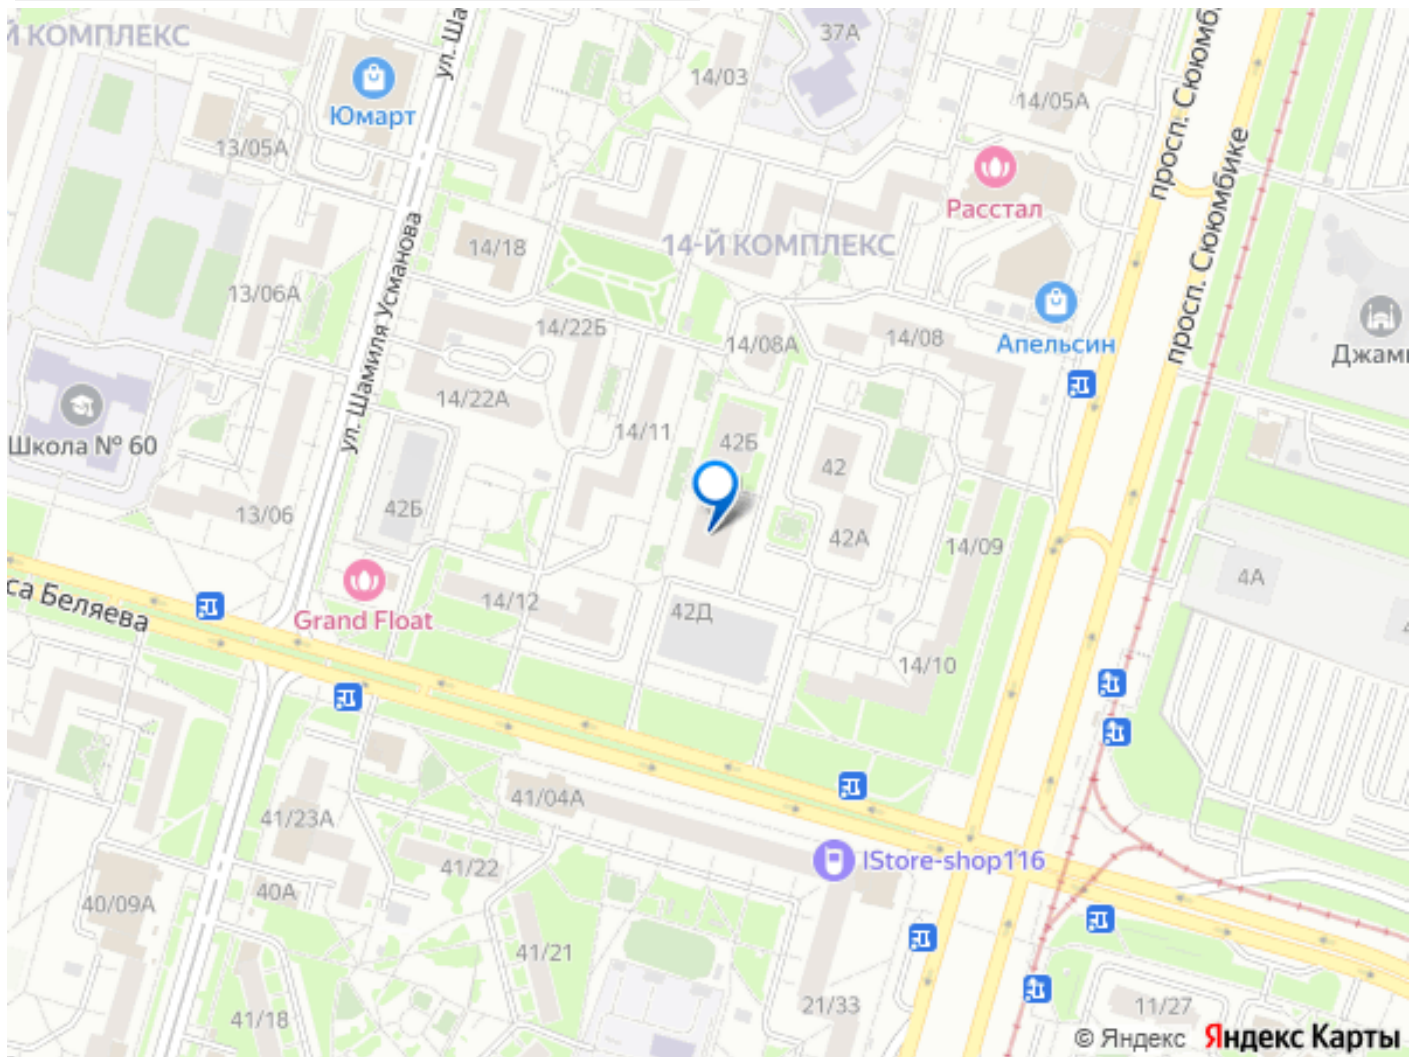 Й КОМПЛЕКС
37А
14/03
ул. Ша
просп. Сююмб
Юмарт
14/05А
13/05А
Расстал
просп. Сююмбике
14/18
14-Й КОМПЛЕКС
ул. Шамиля Усманова
13/06А
14/22Б
14/08А
14/08
Апельсин
Джами
14/22А
14/11
42Б
42
Школа № 60
42Б
13/06
42А
14/09
4А
са Беляева
14/12
42Д
Grand Float
14/10
41/04А
41/23А
IStore-shop116
41/22
40А
40/09А
41/21
21/33
11/27
41/18
© Яндекс Яндекс Карты